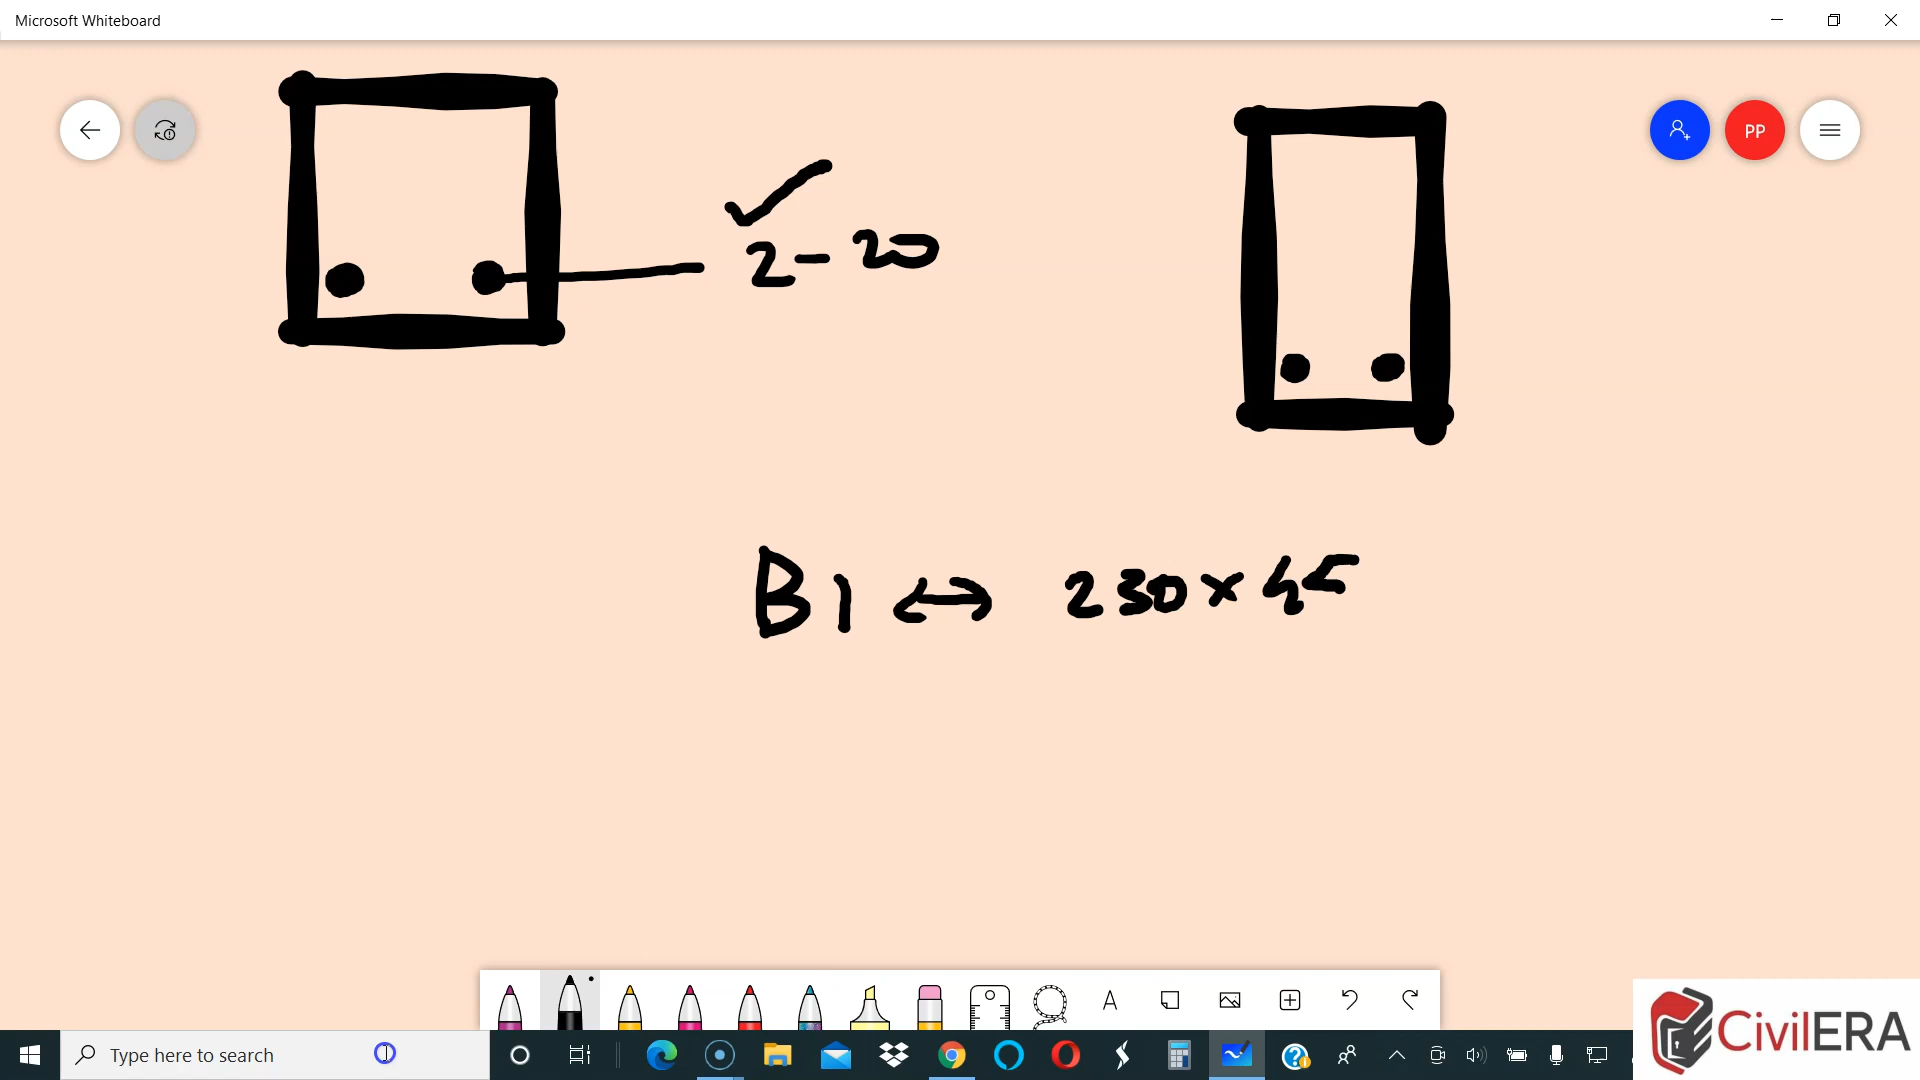 Microsoft Whiteboard
PP
2-20
B1 ↔ 230×45
A
Type here to search
CivilERA